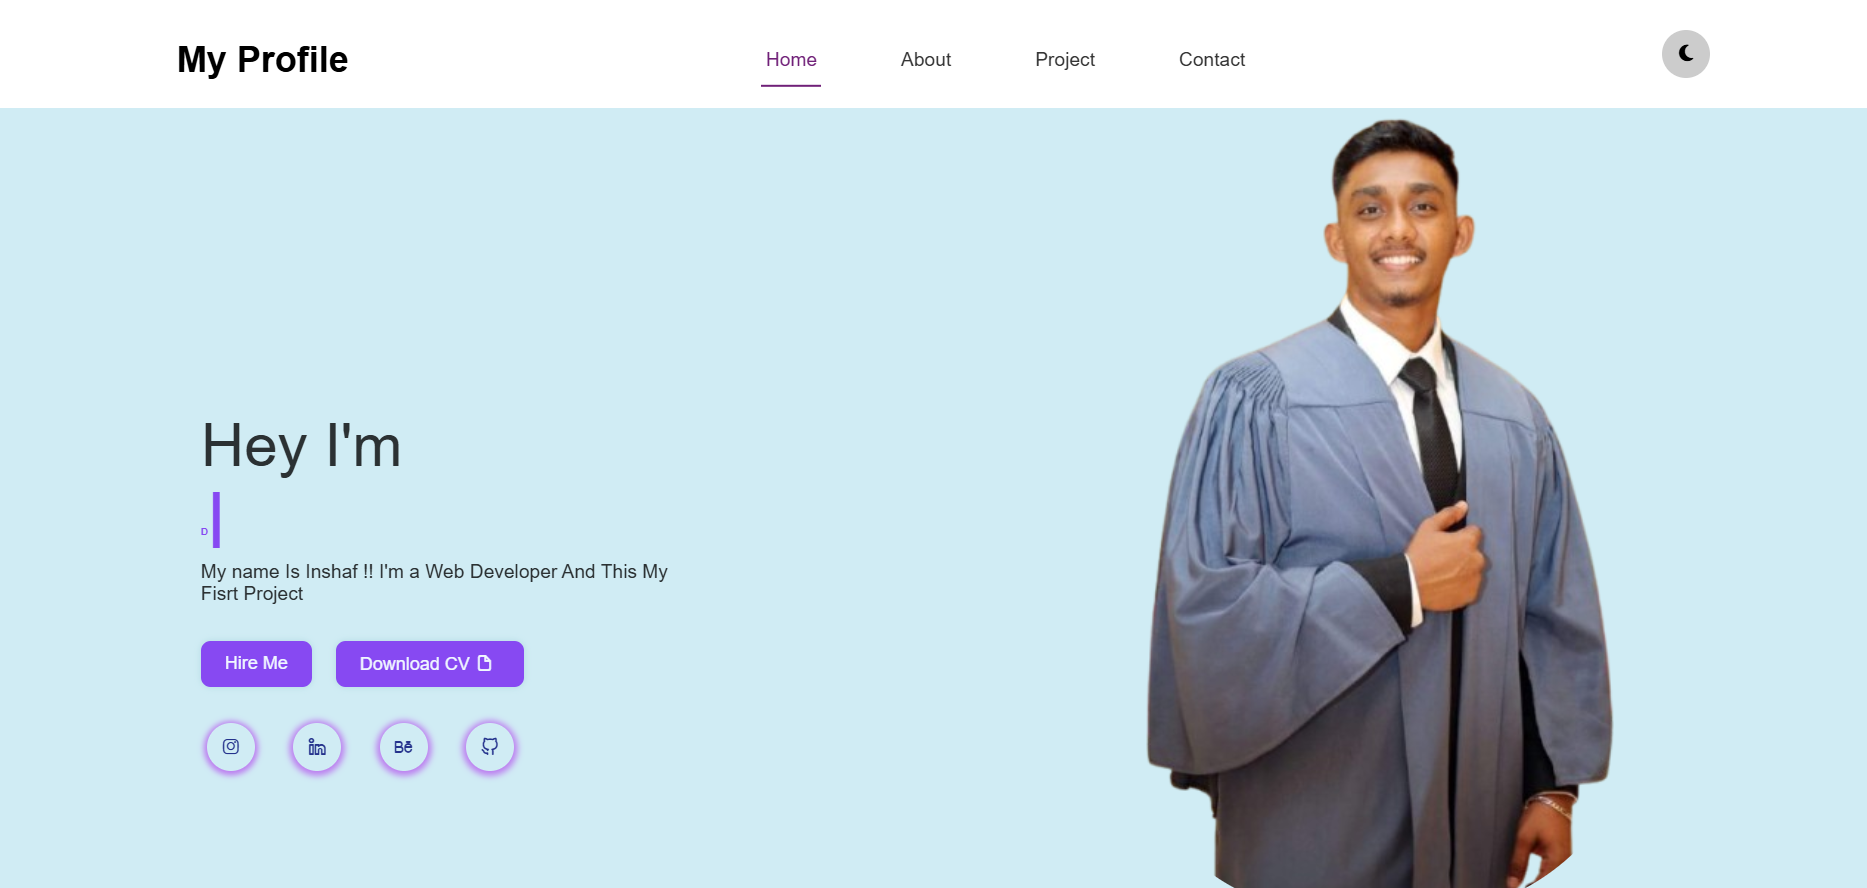 My Profile
Home
About
Project
Contact
Hey I'm
D
My name Is Inshaf !! I'm a Web Developer And This My
Fisrt Project
Hire Me
Download CV
Bē